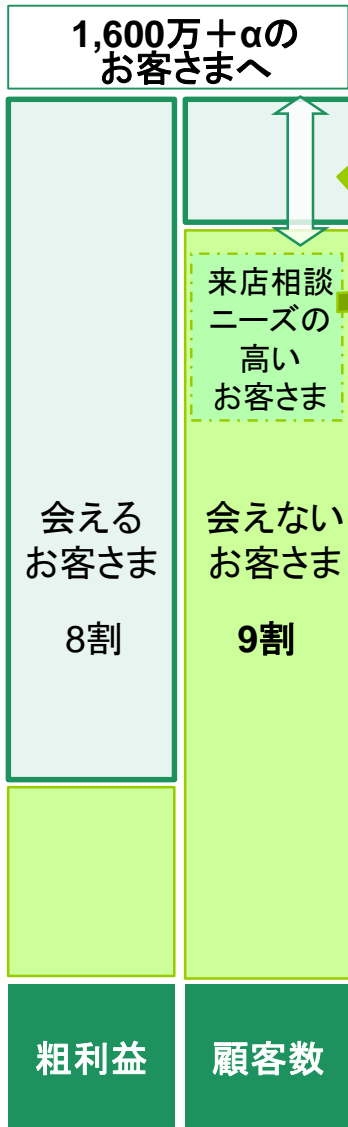 1,600万＋αの
お客さまへ
来店相談
ニーズの
高い
お客さま
会える
お客さま
8割
会えない
お客さま
9割
粗利益
顧客数